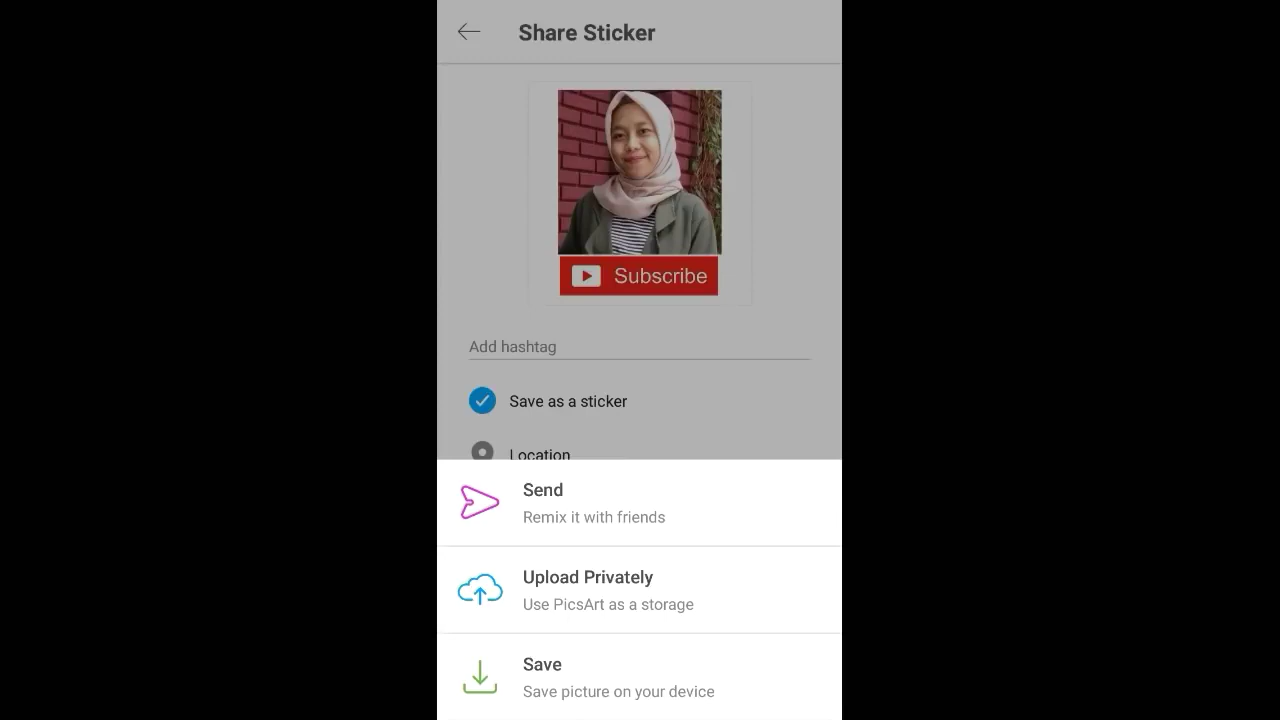 Share Sticker
Subscribe
Add hashtag
Save as a sticker
Location
Send
Remix it with friends
Upload Privately
Use PicsArt as a storage
Save
Save picture on your device